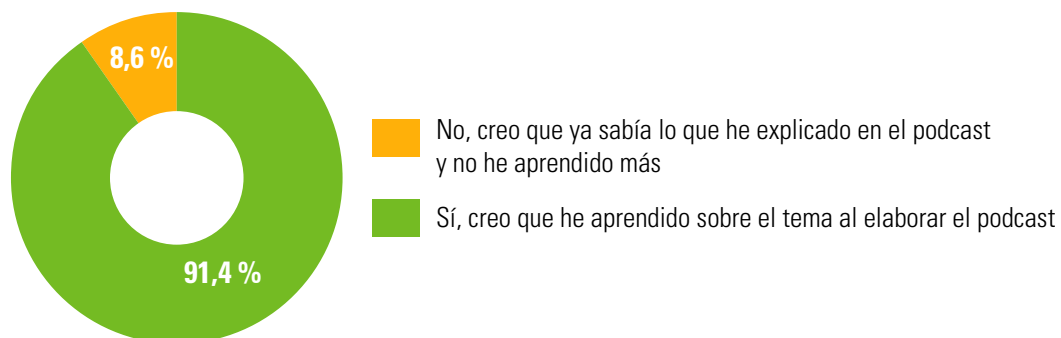 8,6 %
No, creo que ya sabía lo que he explicado en el podcast
y no he aprendido más
Sí, creo que he aprendido sobre el tema al elaborar el podcast
91,4 %